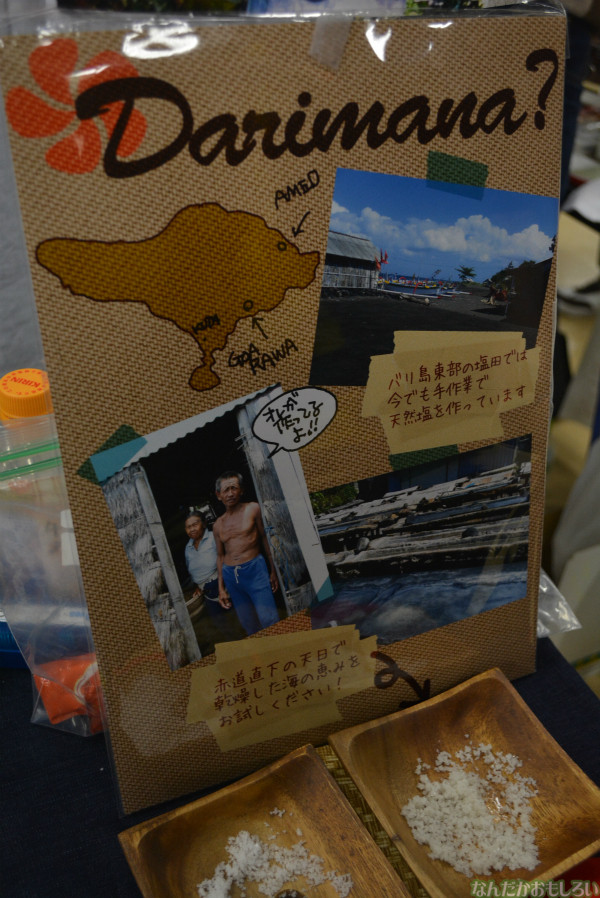 Darimana?
AMED
KUTA
GOA
RAWA
バリ島東部の塩田では
今でも手作業で
天然塩を作っています
オレが
作ってる
よ!!
赤道直下の天日で
乾燥した海の恵みを
お試しください!
KIRIN
なんだかおもしろい